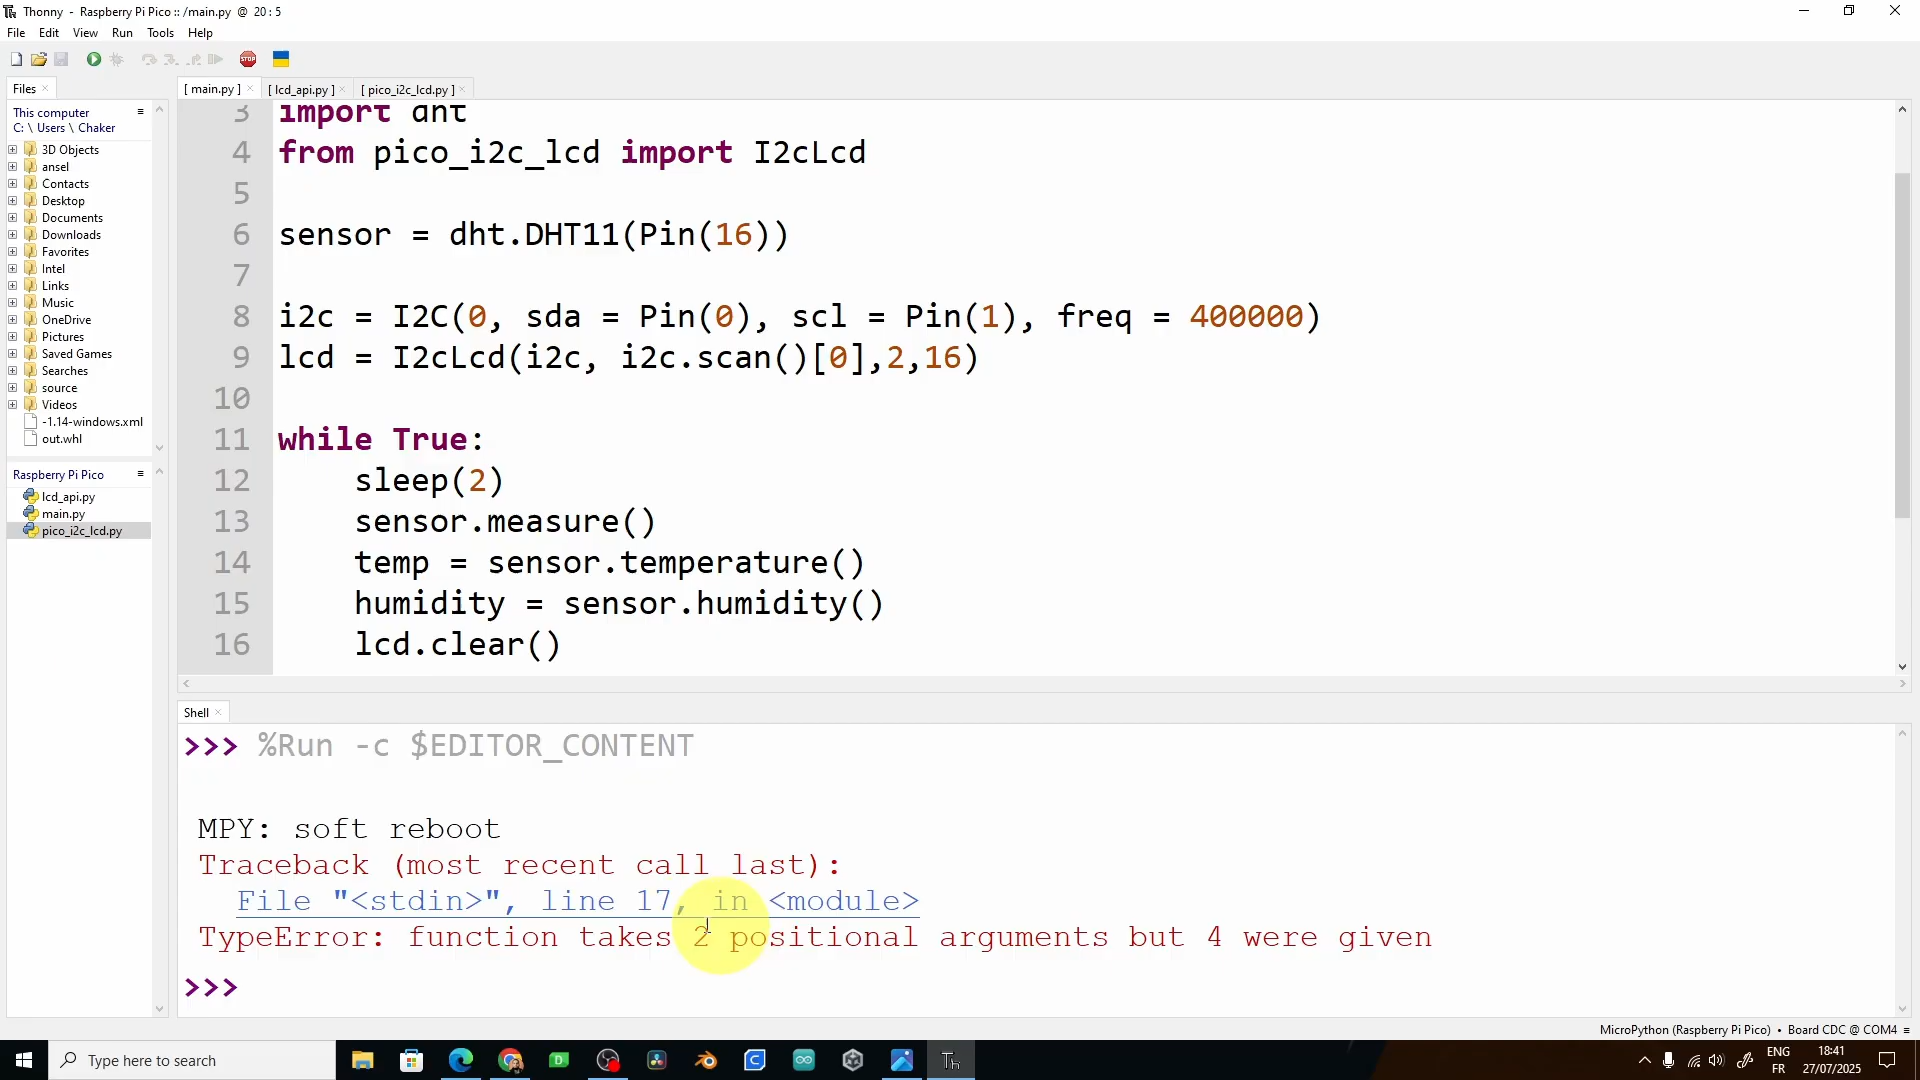 Thonny - Raspberry Pi Pico :: /main.py @ 20 : 5
File Edit View Run Tools Help
STOP
Files
[ main.py ] [ lcd_api.py ] [ pico_i2c_lcd.py ]
This computer
C: \ Users \ Chaker
3D Objects
ansel
Contacts
Desktop
Documents
Downloads
Favorites
Intel
Links
Music
OneDrive
Pictures
Saved Games
Searches
source
Videos
-1.14-windows.xml
out.whl
Raspberry Pi Pico
lcd_api.py
main.py
pico_i2c_lcd.py
3 import dht
4 from pico_i2c_lcd import I2cLcd
5
6 sensor = dht.DHT11(Pin(16))
7
8 i2c = I2C(0, sda = Pin(0), scl = Pin(1), freq = 400000)
9 lcd = I2cLcd(i2c, i2c.scan()[0],2,16)
10
11 while True:
12 sleep(2)
13 sensor.measure()
14 temp = sensor.temperature()
15 humidity = sensor.humidity()
16 lcd.clear()
Shell
>>> %Run -c $EDITOR_CONTENT
MPY: soft reboot
Traceback (most recent call last):
File "<stdin>", line 17, in <module>
TypeError: function takes 2 positional arguments but 4 were given
>>>
MicroPython (Raspberry Pi Pico) • Board CDC @ COM4
Type here to search
Th
ENG
FR
18:41
27/07/2025